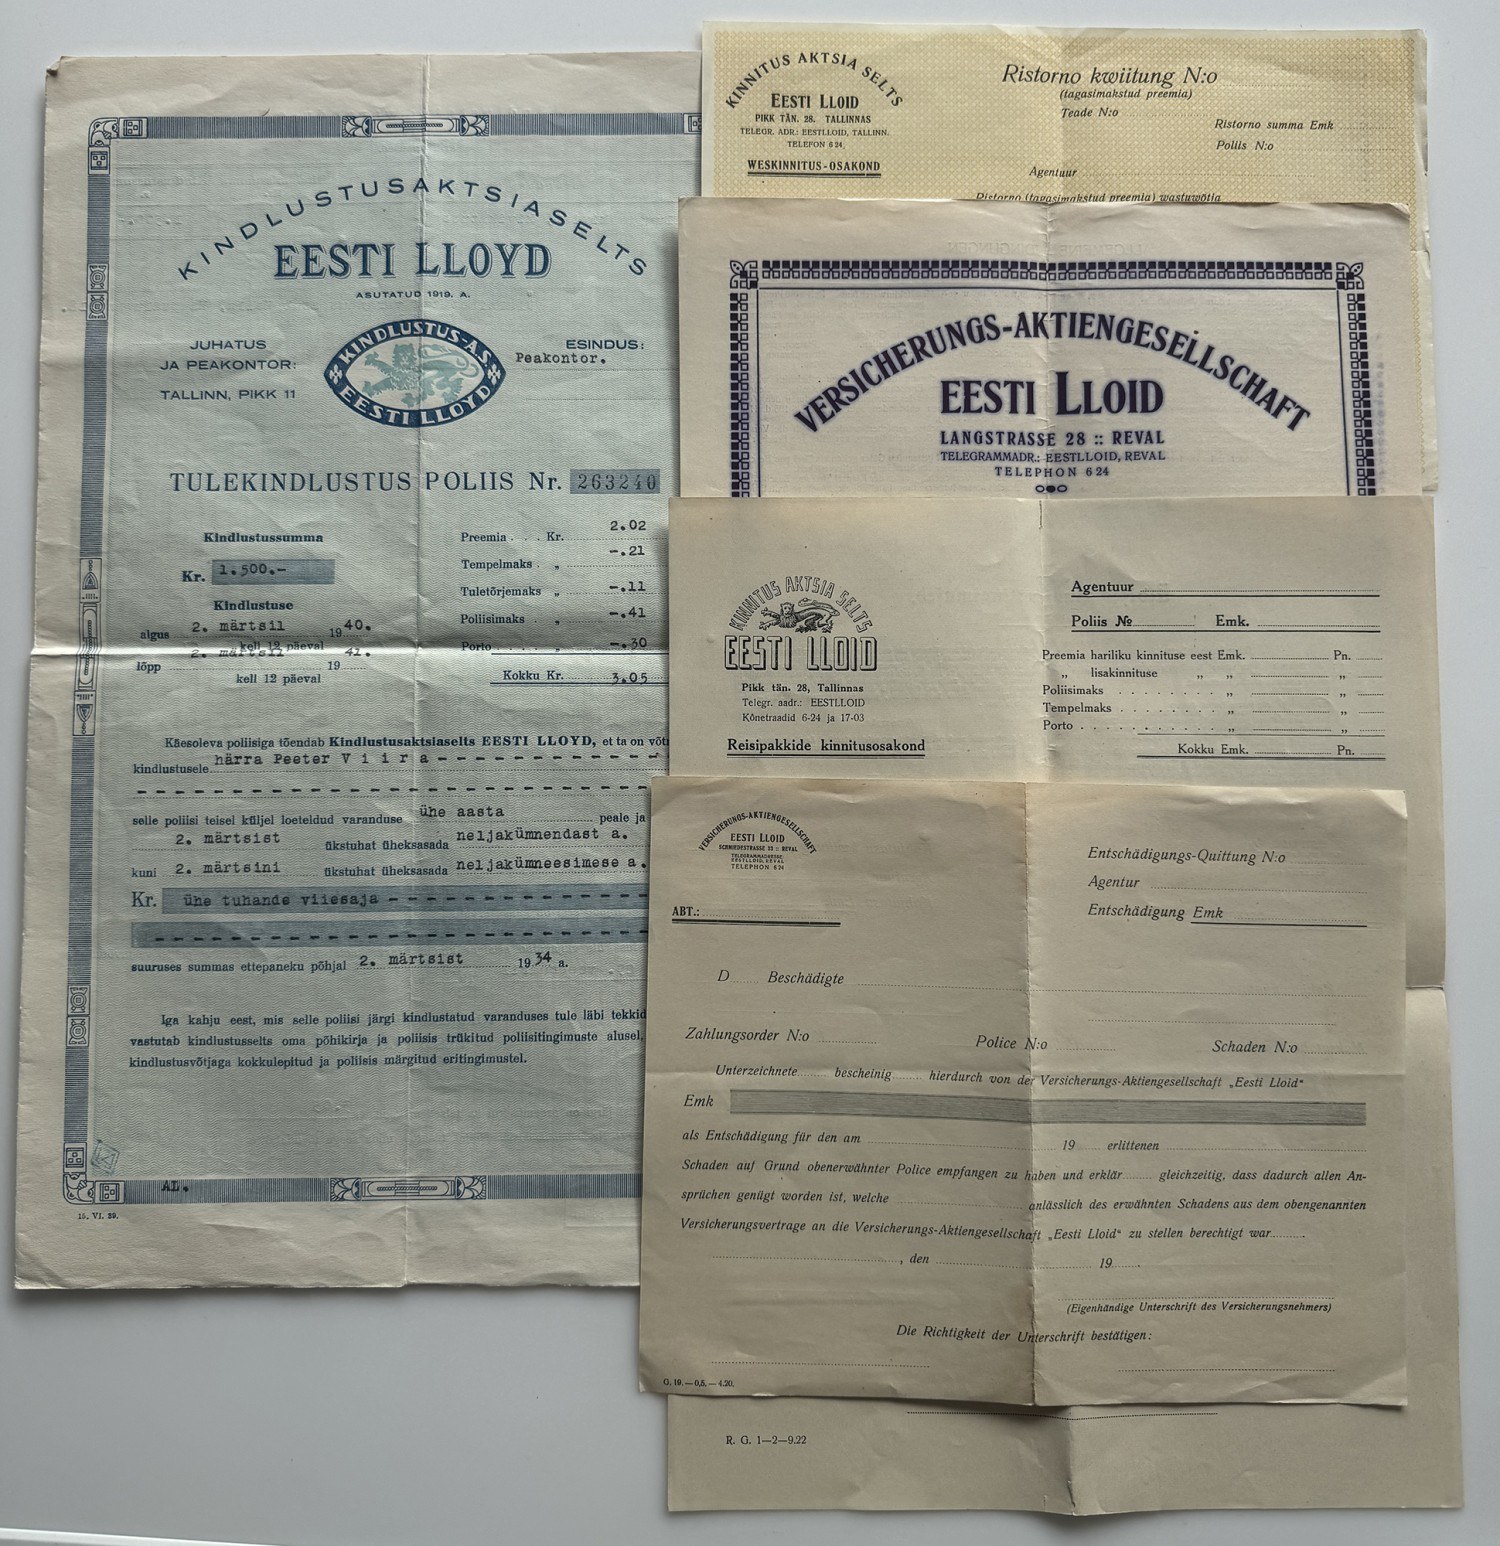 KINDLUSTUSAKTSIASELTS
EESTI LLOYD
ASUTATUD 1919. A.
JUHATUS
JA PEAKONTOR:
TALLINN, PIKK 11
KINDLUSTUS-A.S.
EESTI LLOYD
ESINDUS:
Peakontor.
TULEKINDLUSTUS POLIIS Nr. 263240
Kindlustussumma
Kr. 1.500.-
Kindlustuse
algus 2. märtsil 1940.
kell 12 päeval
lõpp 2. märtsil 19 41.
kell 12 päeval
Preemia . . . Kr. 2.02
Tempelmaks . „ -.21
Tuletõrjemaks „ -.11
Poliisimaks . „ -.41
Porto „ -.30
Kokku Kr. 3.05
Käesoleva poliisiga tõendab Kindlustusaktsiaselts EESTI LLOYD, et ta on
kindlustusele härra Peeter Viira
selle poliisi teisel küljel loeteldud varanduse ühe aasta peale ja
2. märtsist ükstuhat üheksasada neljakümnendast a.
kuni 2. märtsini ükstuhat üheksasada neljakümneesimese a.
Kr. ühe tuhande viiesaja
suuruses summas ettepaneku põhjal 2. märtsist 1934 a.
Iga kahju eest, mis selle poliisi järgi kindlustatud varanduses tule läbi
vastutab kindlustusselts oma põhikirja ja poliisis trükitud poliisitingimuste alusel,
kindlustusvõtjaga kokkulepitud ja poliisis märgitud eritingimustel.
AL.
15. VI. 39.
KINNITUS AKTSIA SELTS
EESTI LLOID
PIKK TÄN. 28. TALLINNAS
TELEGR. ADR.: EESTLLOID, TALLINN.
TELEFON 6 24.
WESKINNITUS-OSAKOND
Ristorno kwiitung N:o
(tagasimakstud preemia)
Teade N:o
Ristorno summa Emk
Poliis N:o
Agentuur
Ristorno (tagasimakstud preemia) wastuwõtja
VERSICHERUNGS-AKTIENGESELLSCHAFT
EESTI LLOID
LANGSTRASSE 28 :: REVAL
TELEGRAMMADR.: EESTLLOID, REVAL
TELEPHON 6 24
KINNITUS AKTSIA SELTS
EESTI LLOID
Pikk tän. 28, Tallinnas
Telegr. aadr.: EESTLLOID
Kõnetraadid 6-24 ja 17-03
Reisipakkide kinnitusosakond
Agentuur
Poliis № Emk.
Preemia hariliku kinnituse eest Emk. Pn.
„ lisakinnituse „ „ „
Poliisimaks . . . . . . . . „ „
Tempelmaks . . . . . . . . „ „
Porto . . . . . . . . . . . „ „
Kokku Emk. Pn.
VERSICHERUNGS-AKTIENGESELLSCHAFT
EESTI LLOID
SCHMIEDESTRASSE 23 :: REVAL
TELEGRAMMADRESSE:
EESTLLOID, REVAL
TELEPHON 6 24
ABT.:
Entschädigungs-Quittung N:o
Agentur
Entschädigung Emk
D Beschädigte
Zahlungsorder N:o Police N:o Schaden N:o
Unterzeichnete bescheinig hierdurch von der Versicherungs-Aktiengesellschaft „Eesti Lloid“
Emk
als Entschädigung für den am 19 erlittenen
Schaden auf Grund obenerwähnter Police empfangen zu haben und erklär gleichzeitig, dass dadurch allen An-
sprüchen genügt worden ist, welche anlässlich des erwähnten Schadens aus dem obengenannten
Versicherungsvertrage an die Versicherungs-Aktiengesellschaft „Eesti Lloid“ zu stellen berechtigt war
, den 19
(Eigenhändige Unterschrift des Versicherungsnehmers)
Die Richtigkeit der Unterschrift bestätigen:
G. 19. — 0,5. — 4.20.
R. G. 1—2—9.22